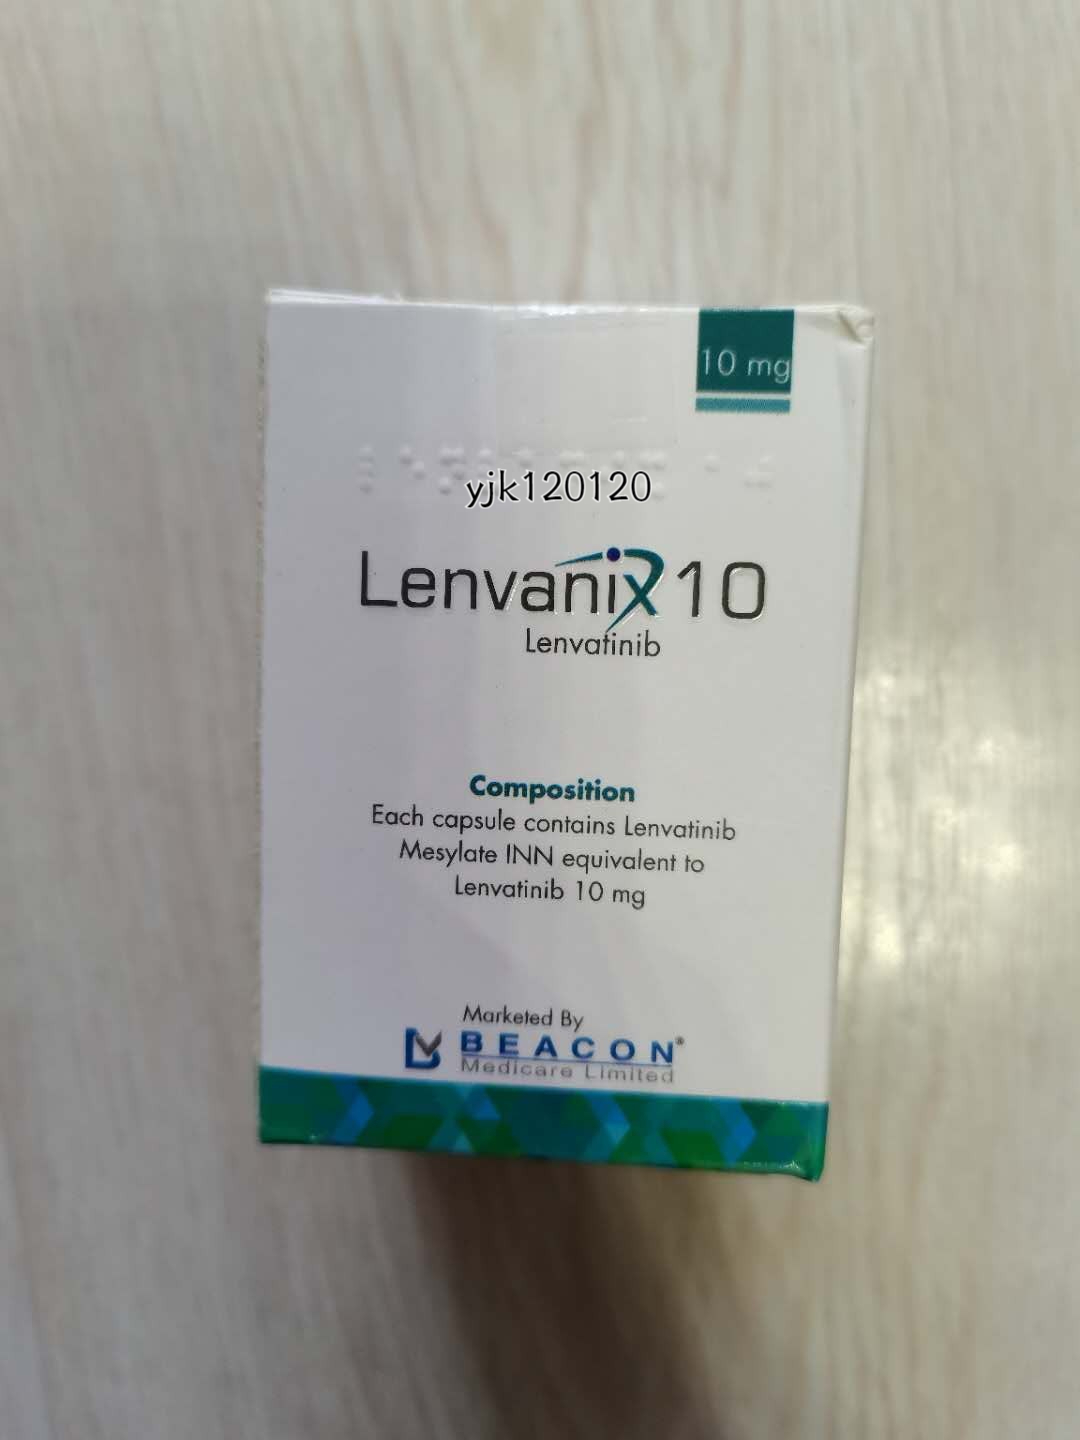 10 mg
yjk120120
Lenvanix 10
Lenvatinib
Composition
Each capsule contains Lenvatinib
Mesylate INN equivalent to
Lenvatinib 10 mg
Marketed By
BEACON®
Medicare Limited